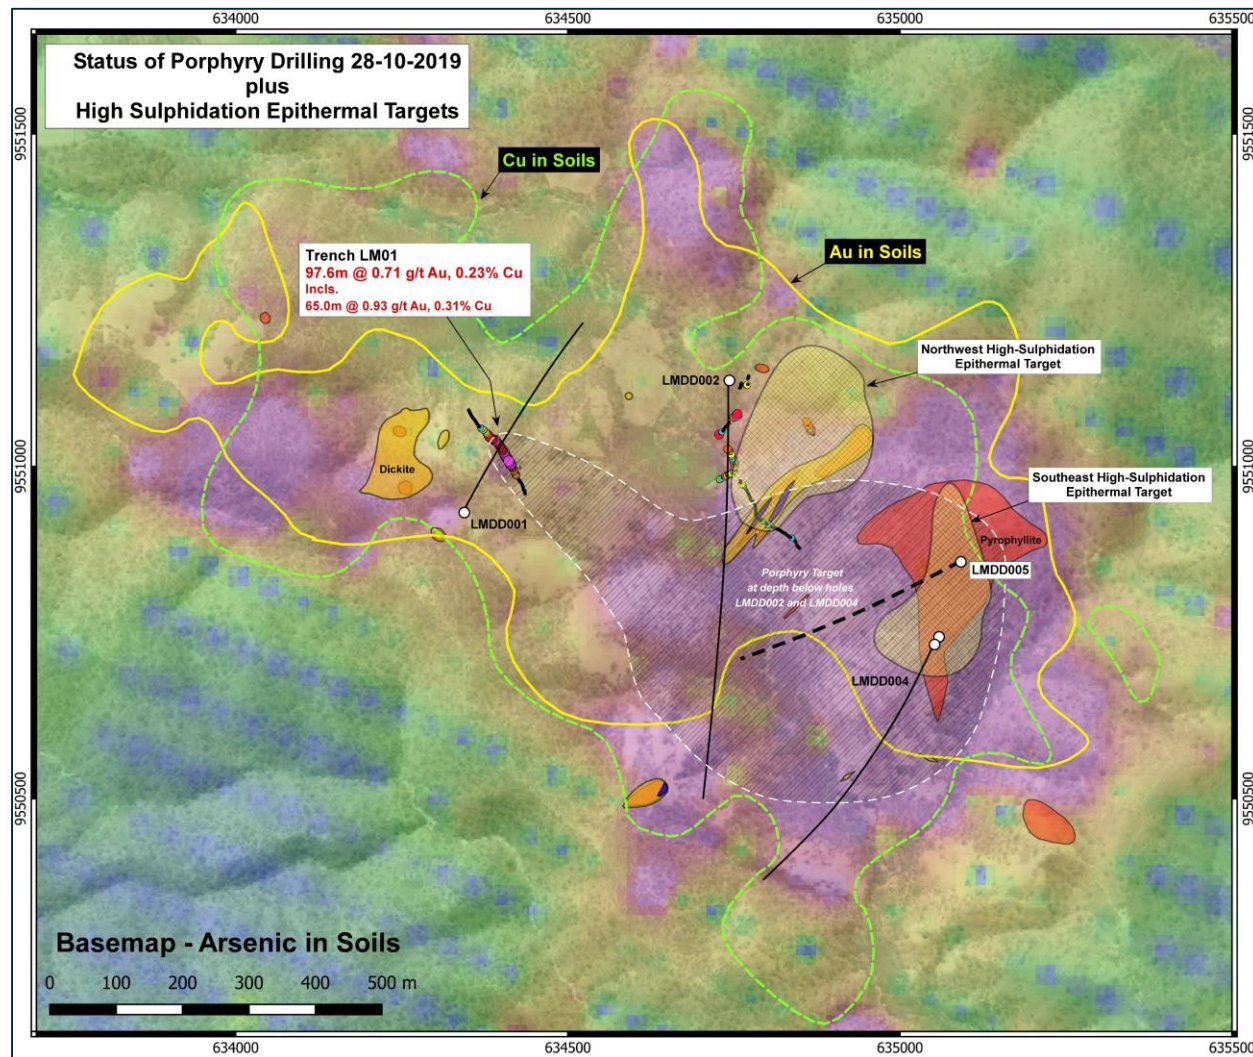 634000
634500
635000
635500
Status of Porphyry Drilling 28-10-2019
plus
High Sulphidation Epithermal Targets
9551500
9551500
Cu in Soils
Au in Soils
Trench LM01
97.6m @ 0.71 g/t Au, 0.23% Cu
Incls.
65.0m @ 0.93 g/t Au, 0.31% Cu
Northwest High-Sulphidation
Epithermal Target
LMDD002
9551000
9551000
Dickite
Southeast High-Sulphidation
Epithermal Target
LMDD001
Pyrophyllite
LMDD005
Porphyry Target
at depth below holes
LMDD002 and LMDD004
LMDD004
9550500
9550500
Basemap - Arsenic in Soils
0 100 200 300 400 500 m
634000
634500
635000
635500